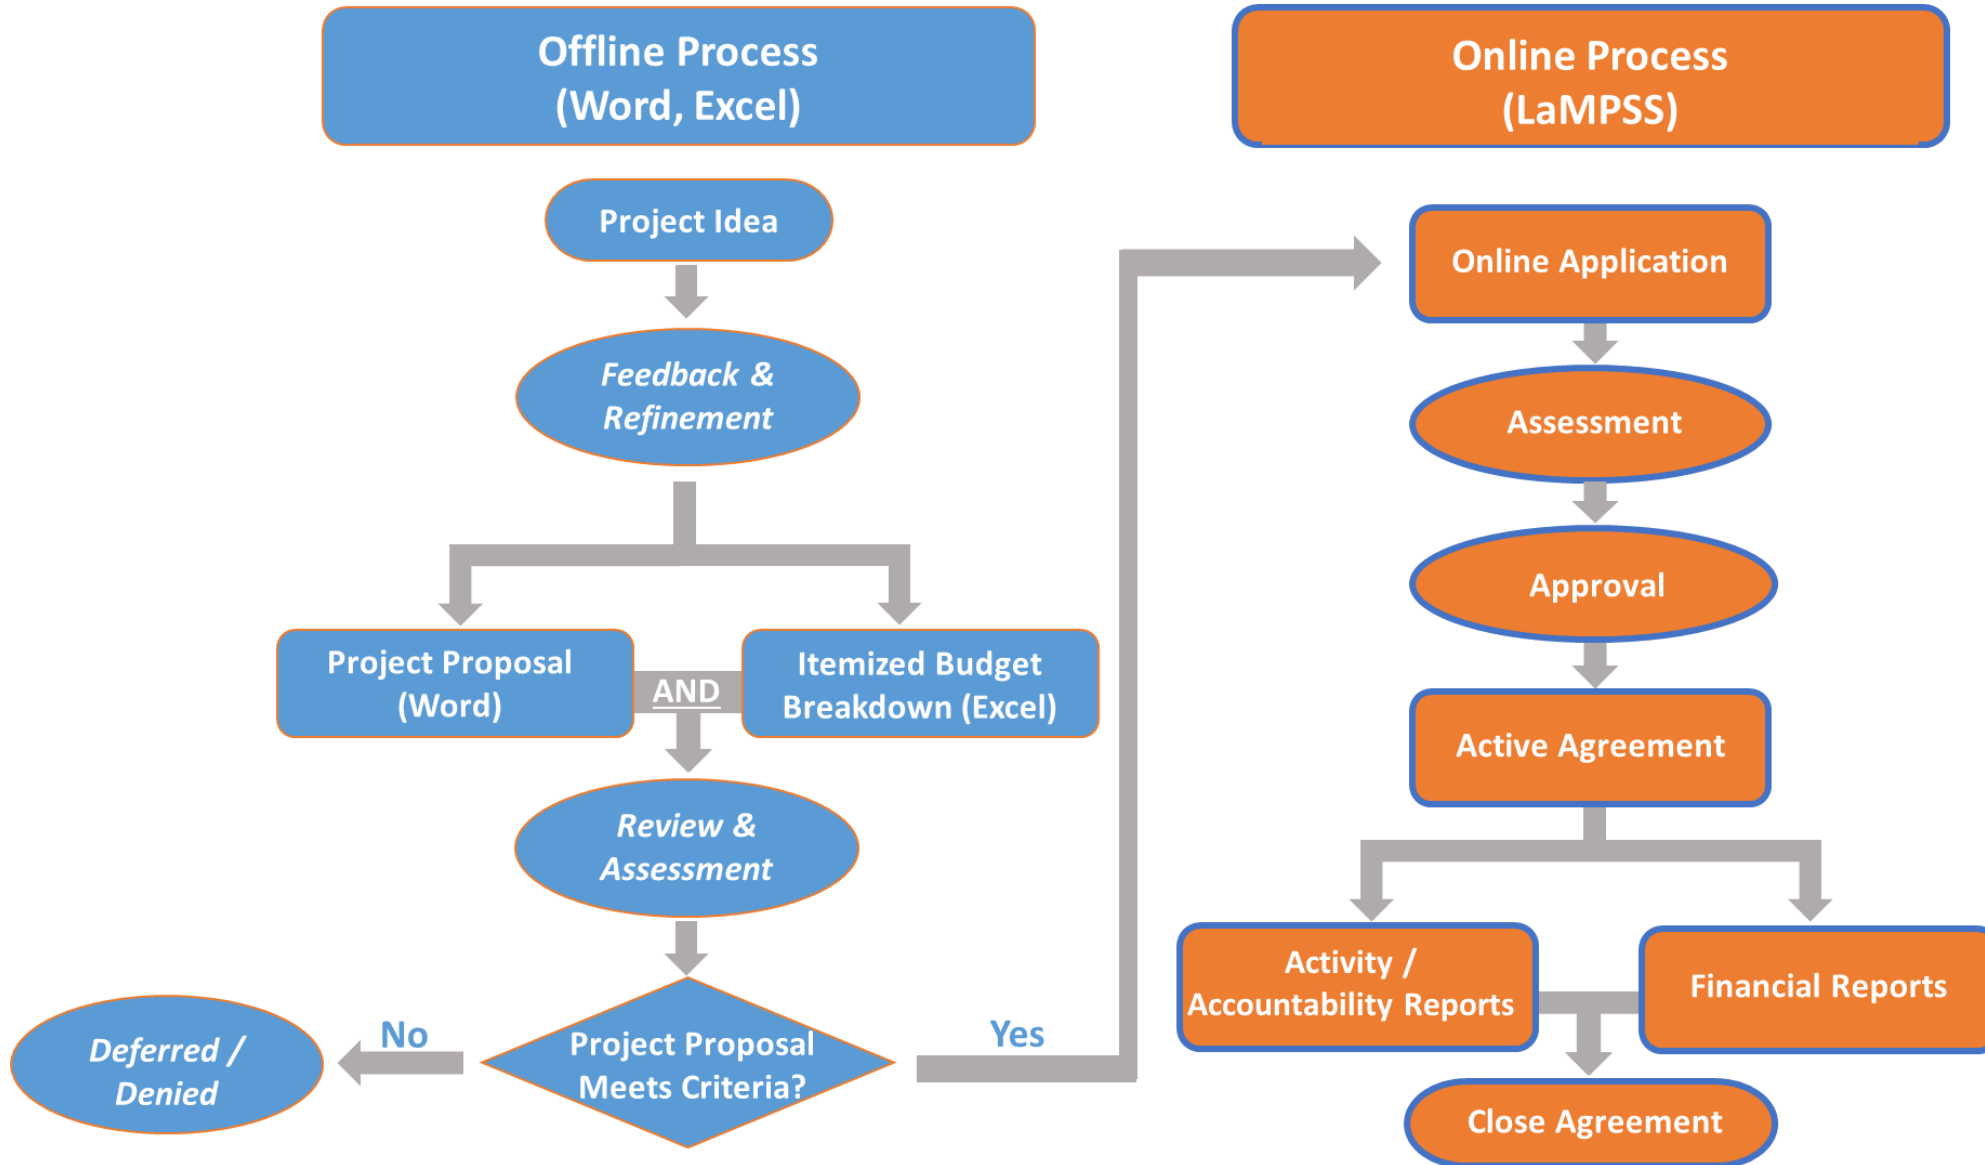 Offline Process
(Word, Excel)
Project Idea
Feedback &
Refinement
Project Proposal
(Word)
AND
Itemized Budget
Breakdown (Excel)
Review &
Assessment
Project Proposal
Meets Criteria?
No
Deferred /
Denied
Yes
Online Process
(LaMPSS)
Online Application
Assessment
Approval
Active Agreement
Activity /
Accountability Reports
Financial Reports
Close Agreement